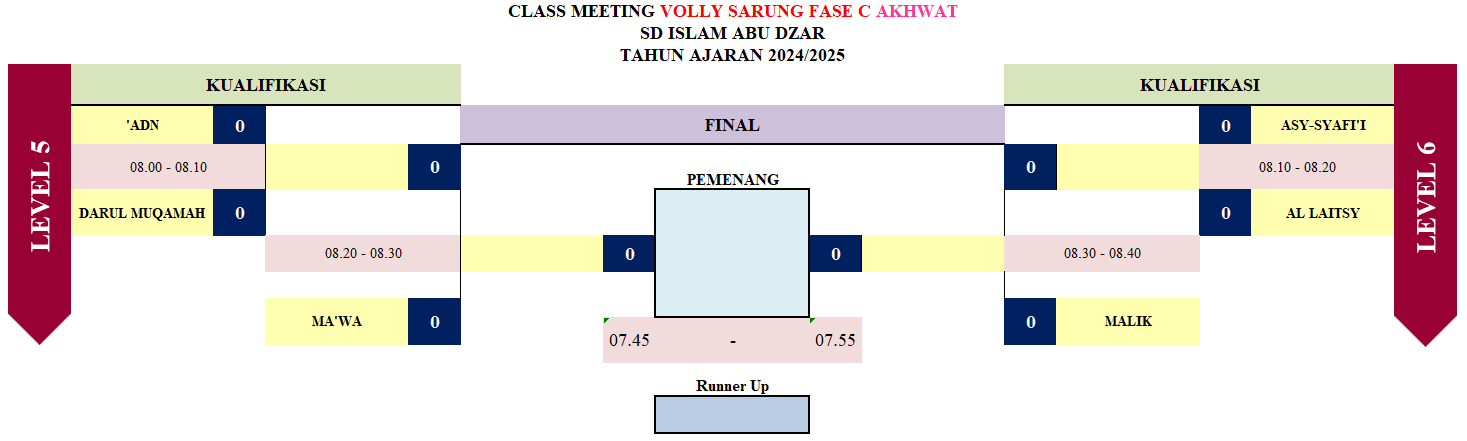 CLASS MEETING VOLLY SARUNG FASE C AKHWAT
SD ISLAM ABU DZAR
TAHUN AJARAN 2024/2025
LEVEL 5
KUALIFIKASI
'ADN 0
08.00 - 08.10
0
DARUL MUQAMAH 0
08.20 - 08.30
MA'WA 0
FINAL
PEMENANG
0
0
07.45 - 07.55
Runner Up
KUALIFIKASI
0 ASY-SYAFI'I
0
08.10 - 08.20
0 AL LAITSY
08.30 - 08.40
0 MALIK
LEVEL 6